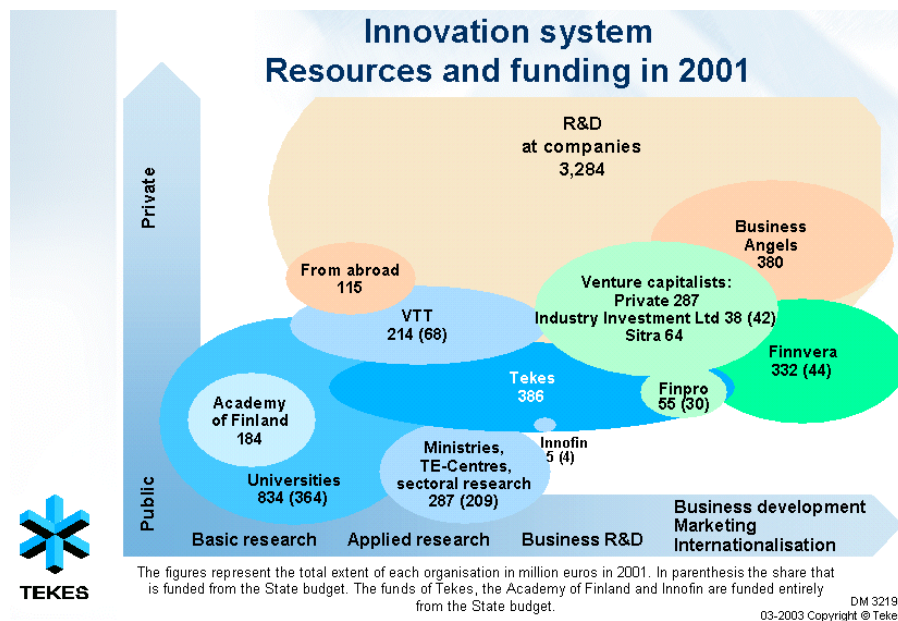 Innovation system
Resources and funding in 2001
R&D
at companies
3,284
Private
Business
Angels
380
From abroad
115
Venture capitalists:
Private 287
Industry Investment Ltd 38 (42)
Sitra 64
VTT
214 (68)
Finnvera
332 (44)
Tekes
386
Finpro
55 (30)
Academy
of Finland
184
Innofin
5 (4)
Ministries,
TE-Centres,
sectoral research
287 (209)
Universities
834 (364)
Public
Basic research
Applied research
Business R&D
Business development
Marketing
Internationalisation
TEKES
The figures represent the total extent of each organisation in million euros in 2001. In parenthesis the share that
is funded from the State budget. The funds of Tekes, the Academy of Finland and Innofin are funded entirely
from the State budget.
DM 3219
03-2003 Copyright © Teke